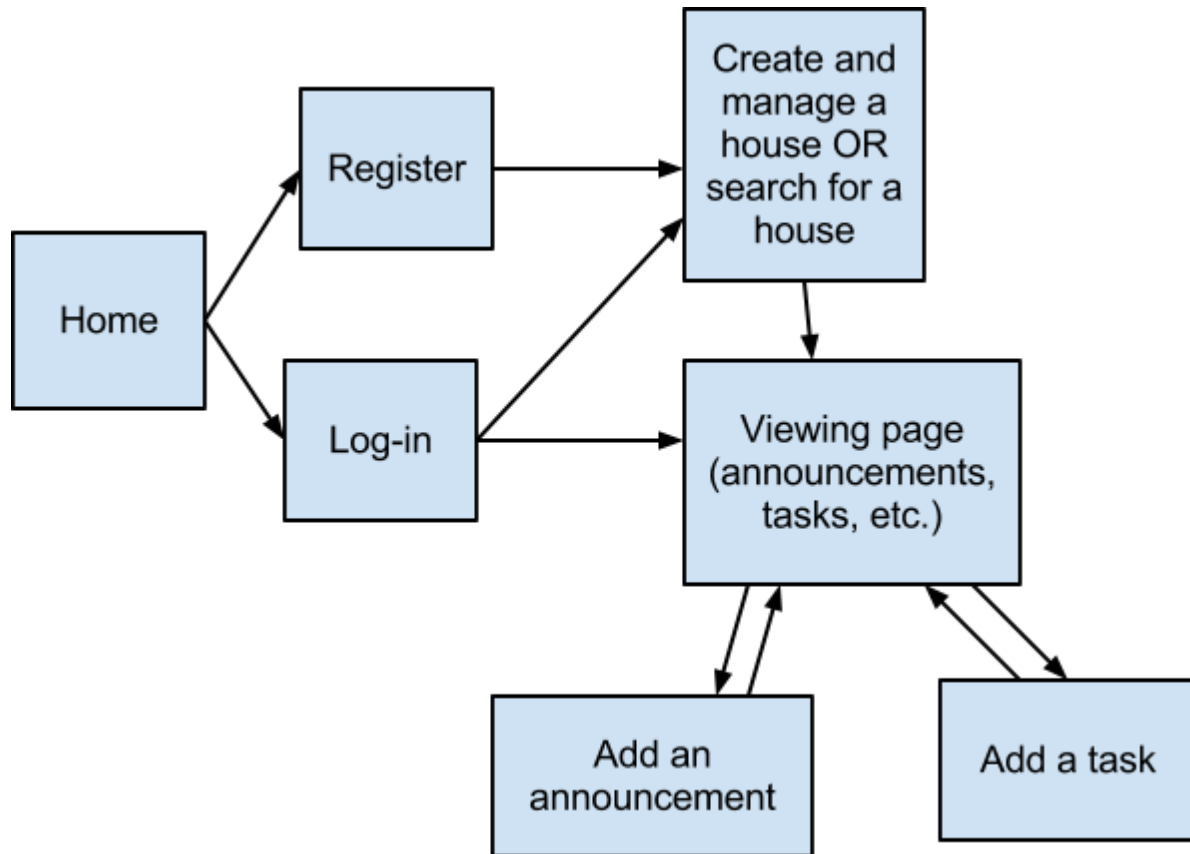 Create and
manage a
house OR
search for a
house
Register
Home
Log-in
Viewing page
(announcements,
tasks, etc.)
Add an
announcement
Add a task